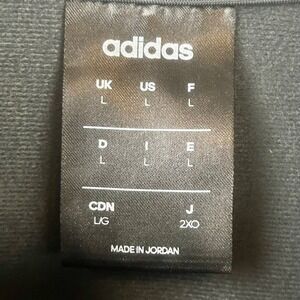 adidas
UK US F
L L L
D I E
L L L
CDN J
L/G 2XO
MADE IN JORDAN